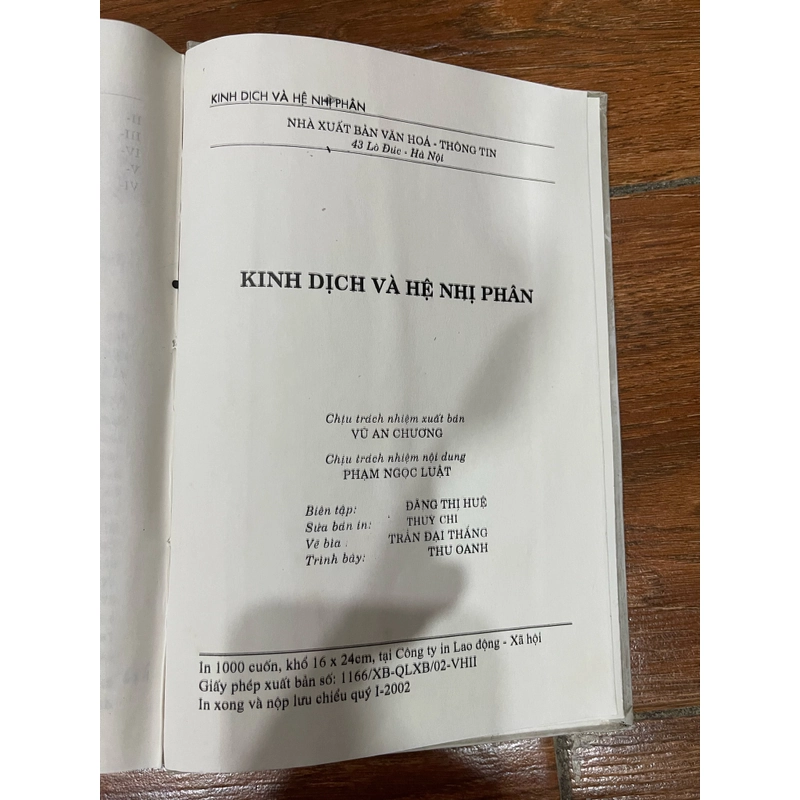 KINH DỊCH VÀ HỆ NHỊ PHÂN
NHÀ XUẤT BẢN VĂN HOÁ - THÔNG TIN
43 Lò Đúc - Hà Nội
KINH DỊCH VÀ HỆ NHỊ PHÂN
Chịu trách nhiệm xuất bản
VŨ AN CHƯƠNG
Chịu trách nhiệm nội dung
PHẠM NGỌC LUẬT
Biên tập: ĐẶNG THỊ HUỆ
Sửa bản in: THUỲ CHI
Vẽ bìa: TRẦN ĐẠI THẮNG
Trình bày: THU OANH
In 1000 cuốn, khổ 16 x 24cm, tại Công ty in Lao động - Xã hội
Giấy phép xuất bản số: 1166/XB-QLXB/02-VHII
In xong và nộp lưu chiểu quý I-2002